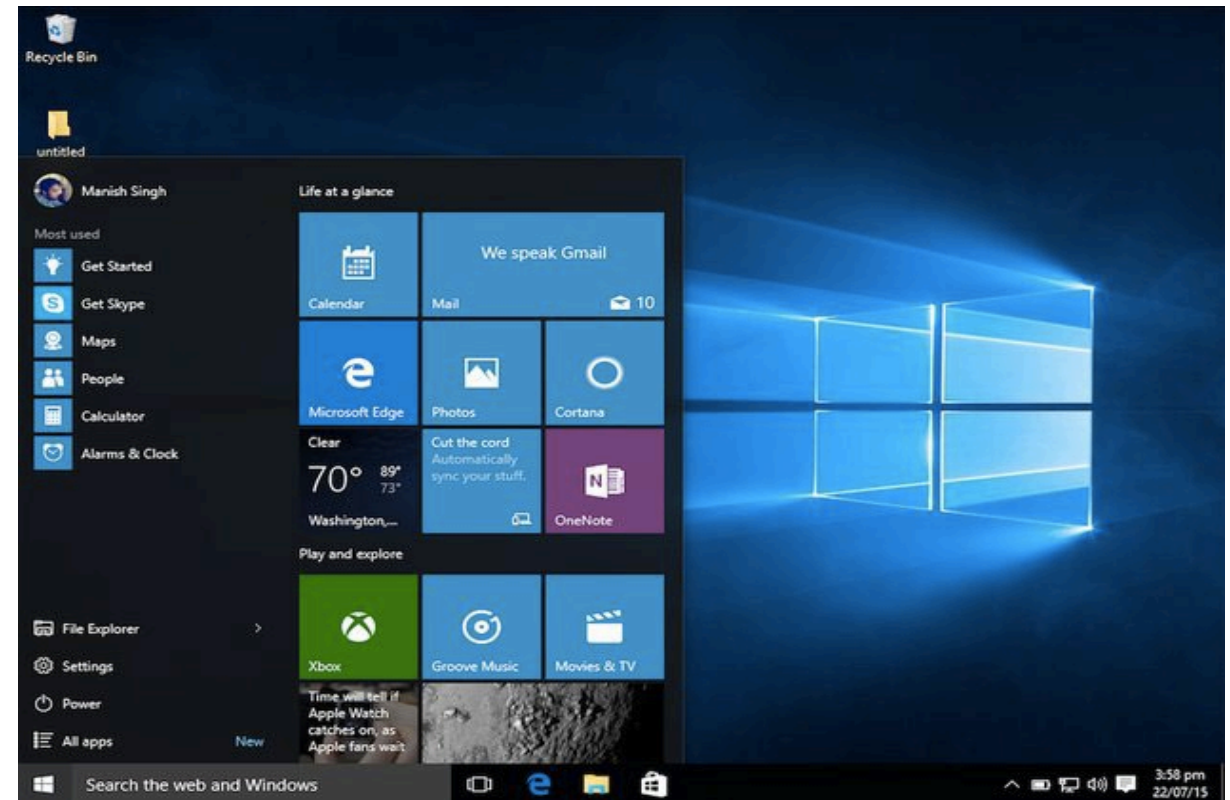 Recycle Bin
untitled
Manish Singh
Most used
Get Started
Get Skype
Maps
People
Calculator
Alarms & Clock
File Explorer
Settings
Power
All apps New
Life at a glance
Calendar
We speak Gmail
Mail 10
Microsoft Edge
Photos
Cortana
Clear
70° 89°
73°
Washington,...
Cut the cord
Automatically
sync your stuff.
OneNote
Play and explore
Xbox
Groove Music
Movies & TV
Time will tell if
Apple Watch
catches on, as
Apple fans wait
Search the web and Windows
3:58 pm
22/07/15